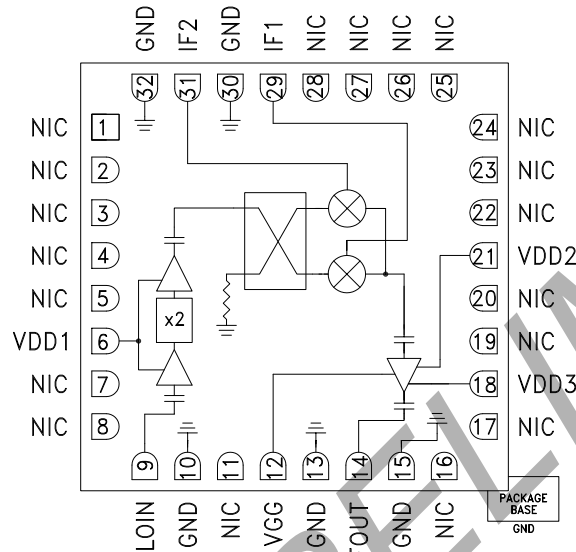 GND
IF2
GND
IF1
NIC
NIC
NIC
NIC
32
31
30
29
28
27
26
25
NIC 1
24 NIC
NIC 2
23 NIC
NIC 3
22 NIC
NIC 4
21 VDD2
NIC 5
20 NIC
x2
VDD1 6
19 NIC
NIC 7
18 VDD3
NIC 8
17 NIC
9
10
11
12
13
14
15
16
LOIN
GND
NIC
VGG
GND
GND
NIC
PACKAGE
BASE
GND